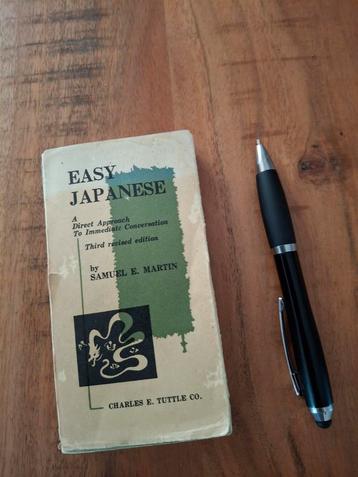 EASY
JAPANESE
A
Direct Approach
To Immediate Conversation
Third revised edition
by
SAMUEL E. MARTIN
CHARLES E. TUTTLE CO.